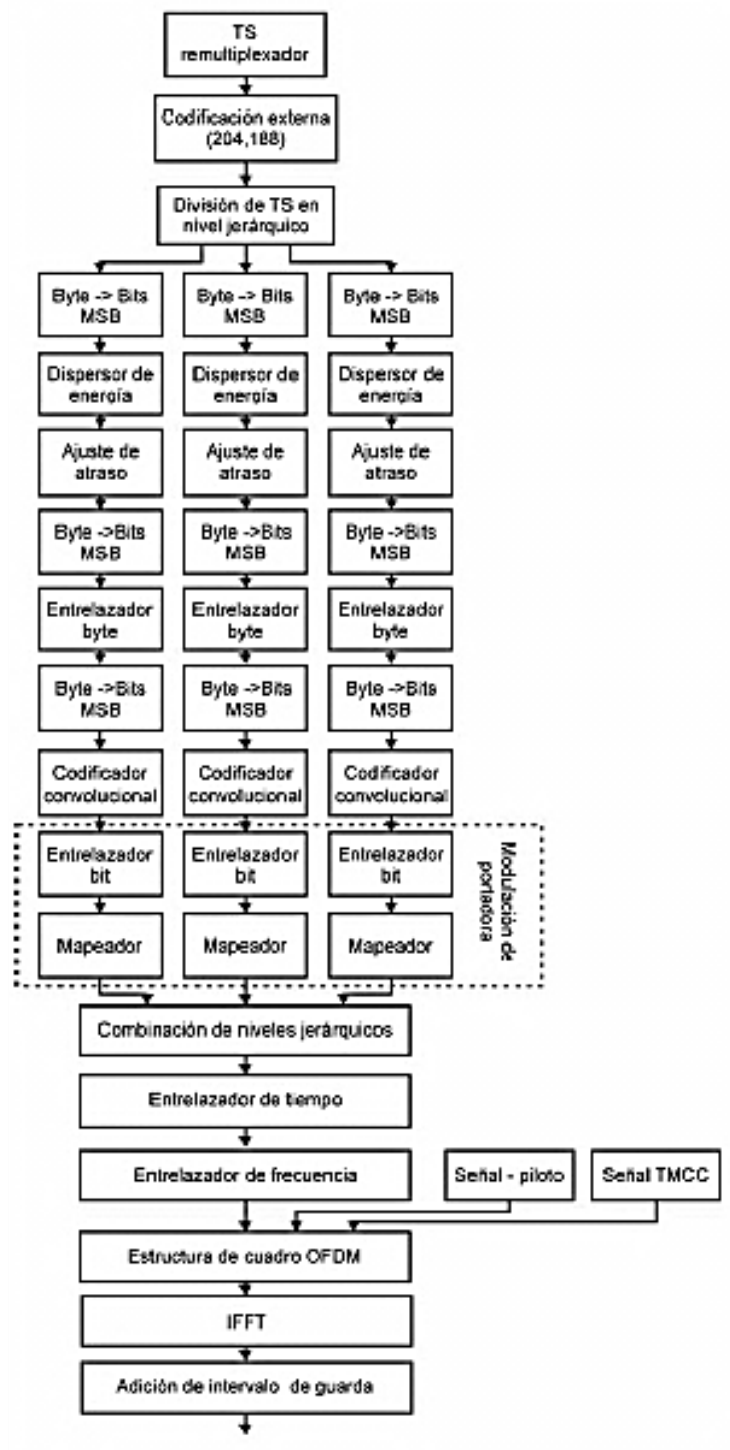 TS
remultiplexador
Codificación externa
(204,188)
División de TS en
nivel jerárquico
Byte -> Bits
MSB
Byte -> Bits
MSB
Byte -> Bits
MSB
Dispersor de
energía
Dispersor de
energía
Dispersor de
energía
Ajuste de
atraso
Ajuste de
atraso
Ajuste de
atraso
Byte ->Bits
MSB
Byte ->Bits
MSB
Byte ->Bits
MSB
Entrelazador
byte
Entrelazador
byte
Entrelazador
byte
Byte ->Bits
MSB
Byte ->Bits
MSB
Byte ->Bits
MSB
Codificador
convolucional
Codificador
convolucional
Codificador
convolucional
Entrelazador
bit
Entrelazador
bit
Entrelazador
bit
Modulación de
portadora
Mapeador
Mapeador
Mapeador
Combinación de niveles jerárquicos
Entrelazador de tiempo
Entrelazador de frecuencia
Señal - piloto
Señal TMCC
Estructura de cuadro OFDM
IFFT
Adición de intervalo de guarda